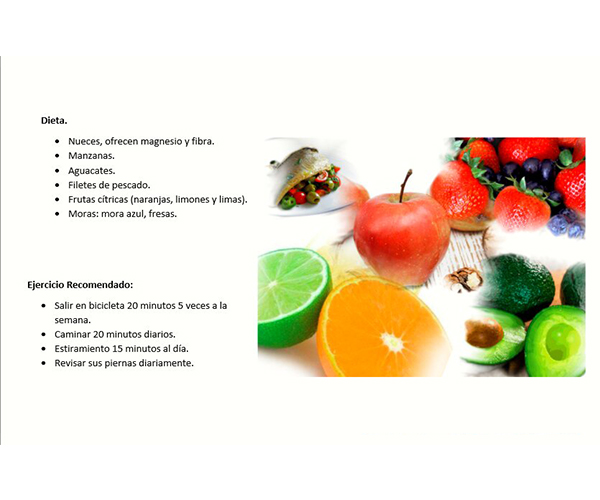 Dieta.
• Nueces, ofrecen magnesio y fibra.
• Manzanas.
• Aguacates.
• Filetes de pescado.
• Frutas cítricas (naranjas, limones y limas).
• Moras: mora azul, fresas.
Ejercicio Recomendado:
• Salir en bicicleta 20 minutos 5 veces a la
semana.
• Caminar 20 minutos diarios.
• Estiramiento 15 minutos al día.
• Revisar sus piernas diariamente.